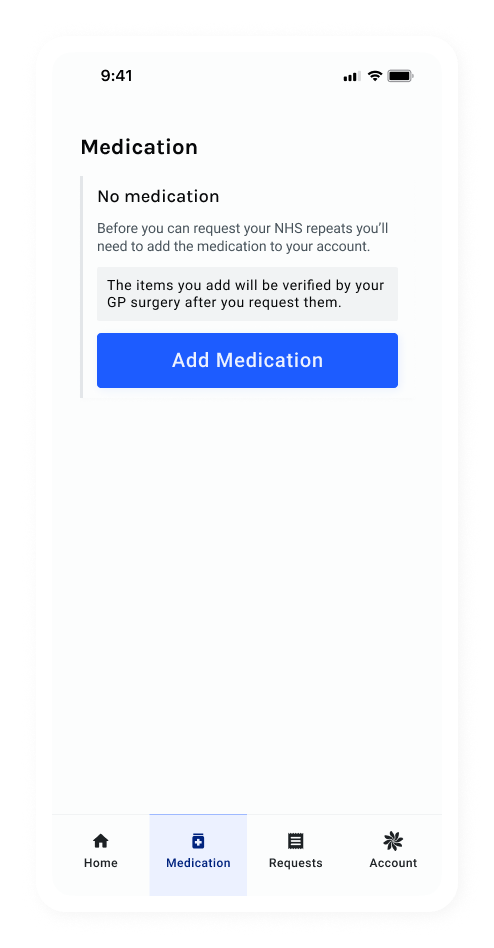 9:41
Medication
No medication
Before you can request your NHS repeats you’ll
need to add the medication to your account.
The items you add will be verified by your
GP surgery after you request them.
Add Medication
Home
Medication
Requests
Account